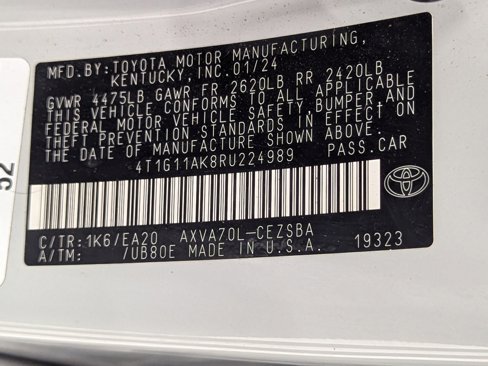 MFD.BY:TOYOTA MOTOR MANUFACTURING,
KENTUCKY, INC.01/24
GVWR 4475LB GAWR FR 2620LB RR 2420LB
THIS VEHICLE CONFORMS TO ALL APPLICABLE
FEDERAL MOTOR VEHICLE SAFETY, BUMPER, AND
THEFT PREVENTION STANDARDS IN EFFECT ON
THE DATE OF MANUFACTURE SHOWN ABOVE.
4T1G11AK8RU224989 PASS.CAR
C/TR:1K6/EA20 AXVA70L-CEZSBA
A/TM: /UB80E MADE IN U.S.A. 19323
52